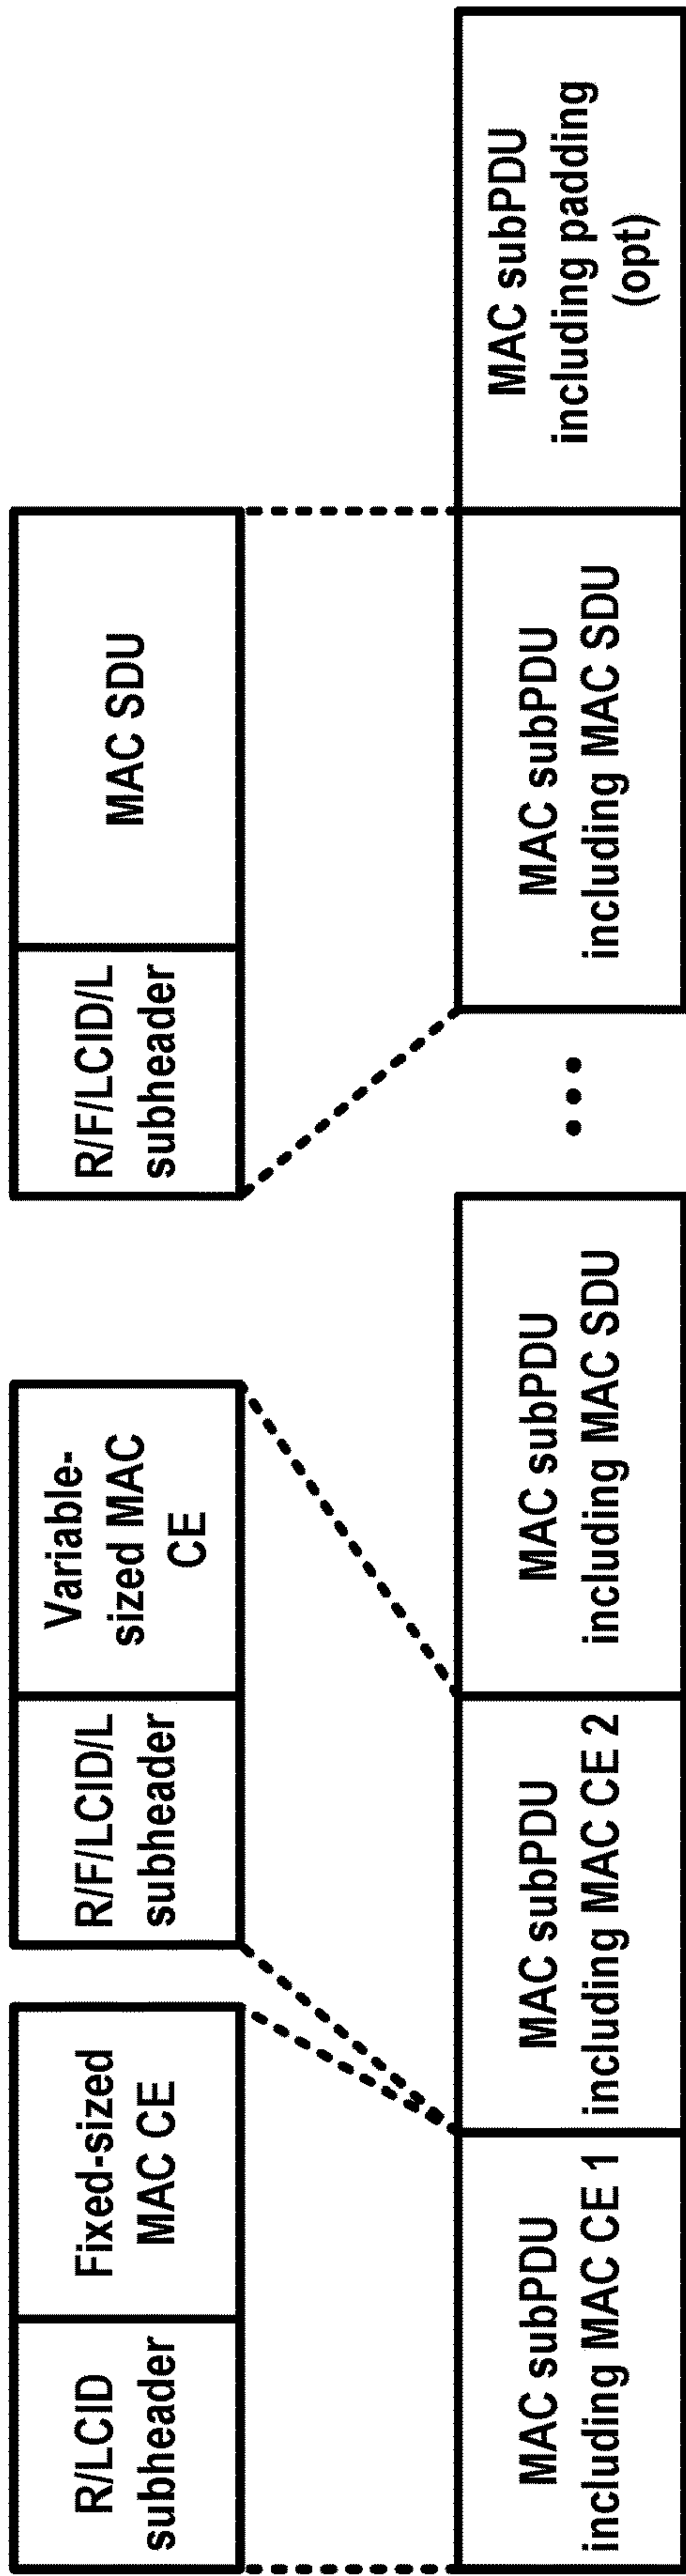 R/LCID
subheader
Fixed-sized
MAC CE
R/F/LCID/L
subheader
Variable-
sized MAC
CE
R/F/LCID/L
subheader
MAC SDU
MAC subPDU
including MAC CE 1
MAC subPDU
including MAC CE 2
MAC subPDU
including MAC SDU
•••
MAC subPDU
including MAC SDU
MAC subPDU
including padding
(opt)